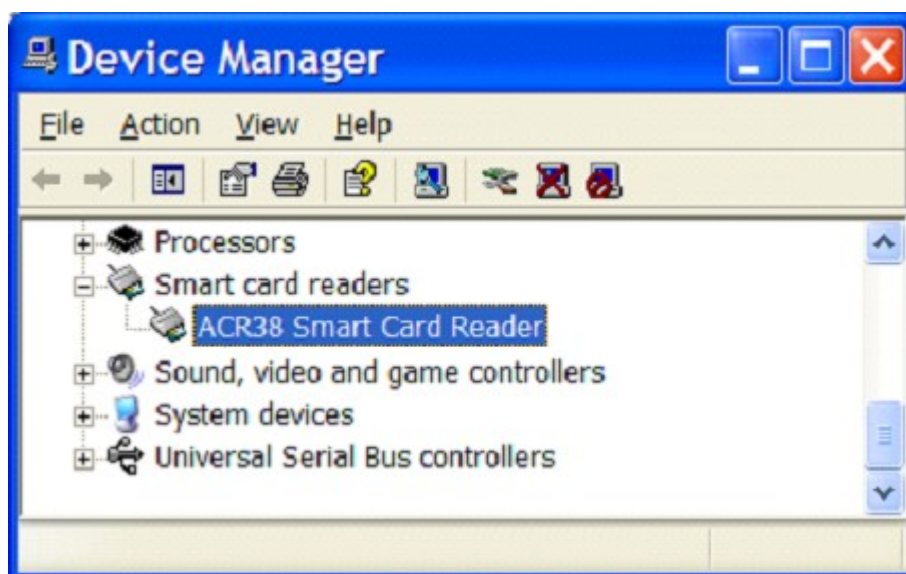 Device Manager
File Action View Help
Processors
Smart card readers
ACR38 Smart Card Reader
Sound, video and game controllers
System devices
Universal Serial Bus controllers